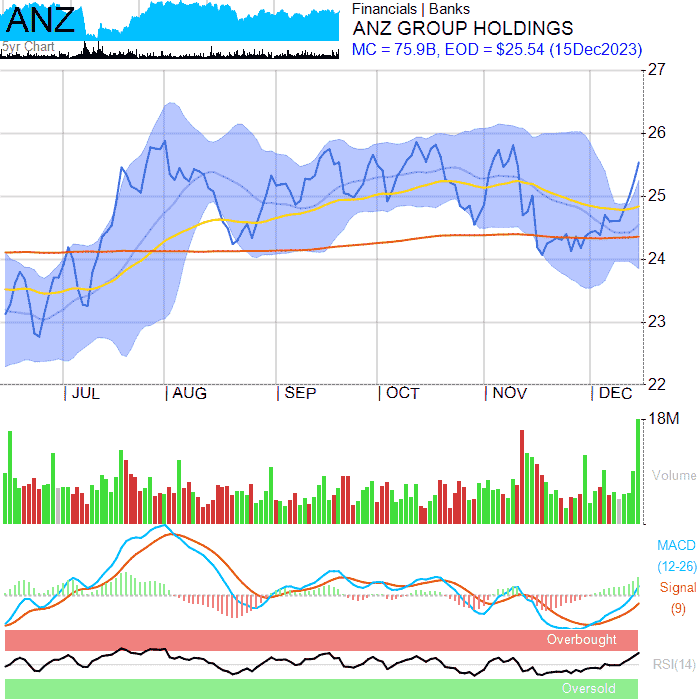 ANZ
5yr Chart
Financials | Banks
ANZ GROUP HOLDINGS
MC = 75.9B, EOD = $25.54 (15Dec2023)
27
26
25
24
23
22
JUL AUG SEP OCT NOV DEC
18M
Volume
MACD
(12-26)
Signal
(9)
Overbought
RSI(14)
Oversold